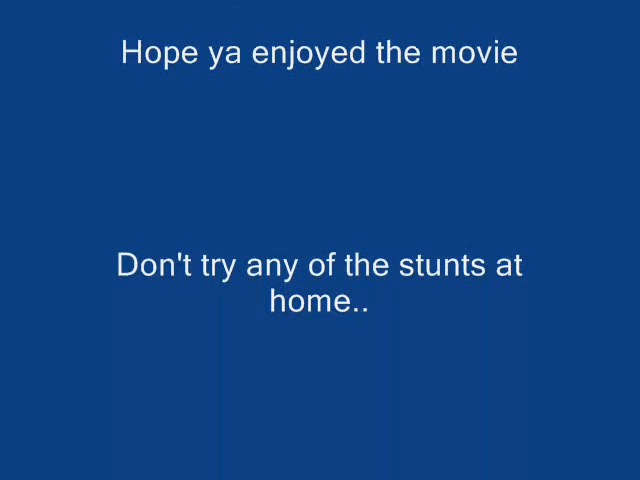 Hope ya enjoyed the movie
Don't try any of the stunts at
home..